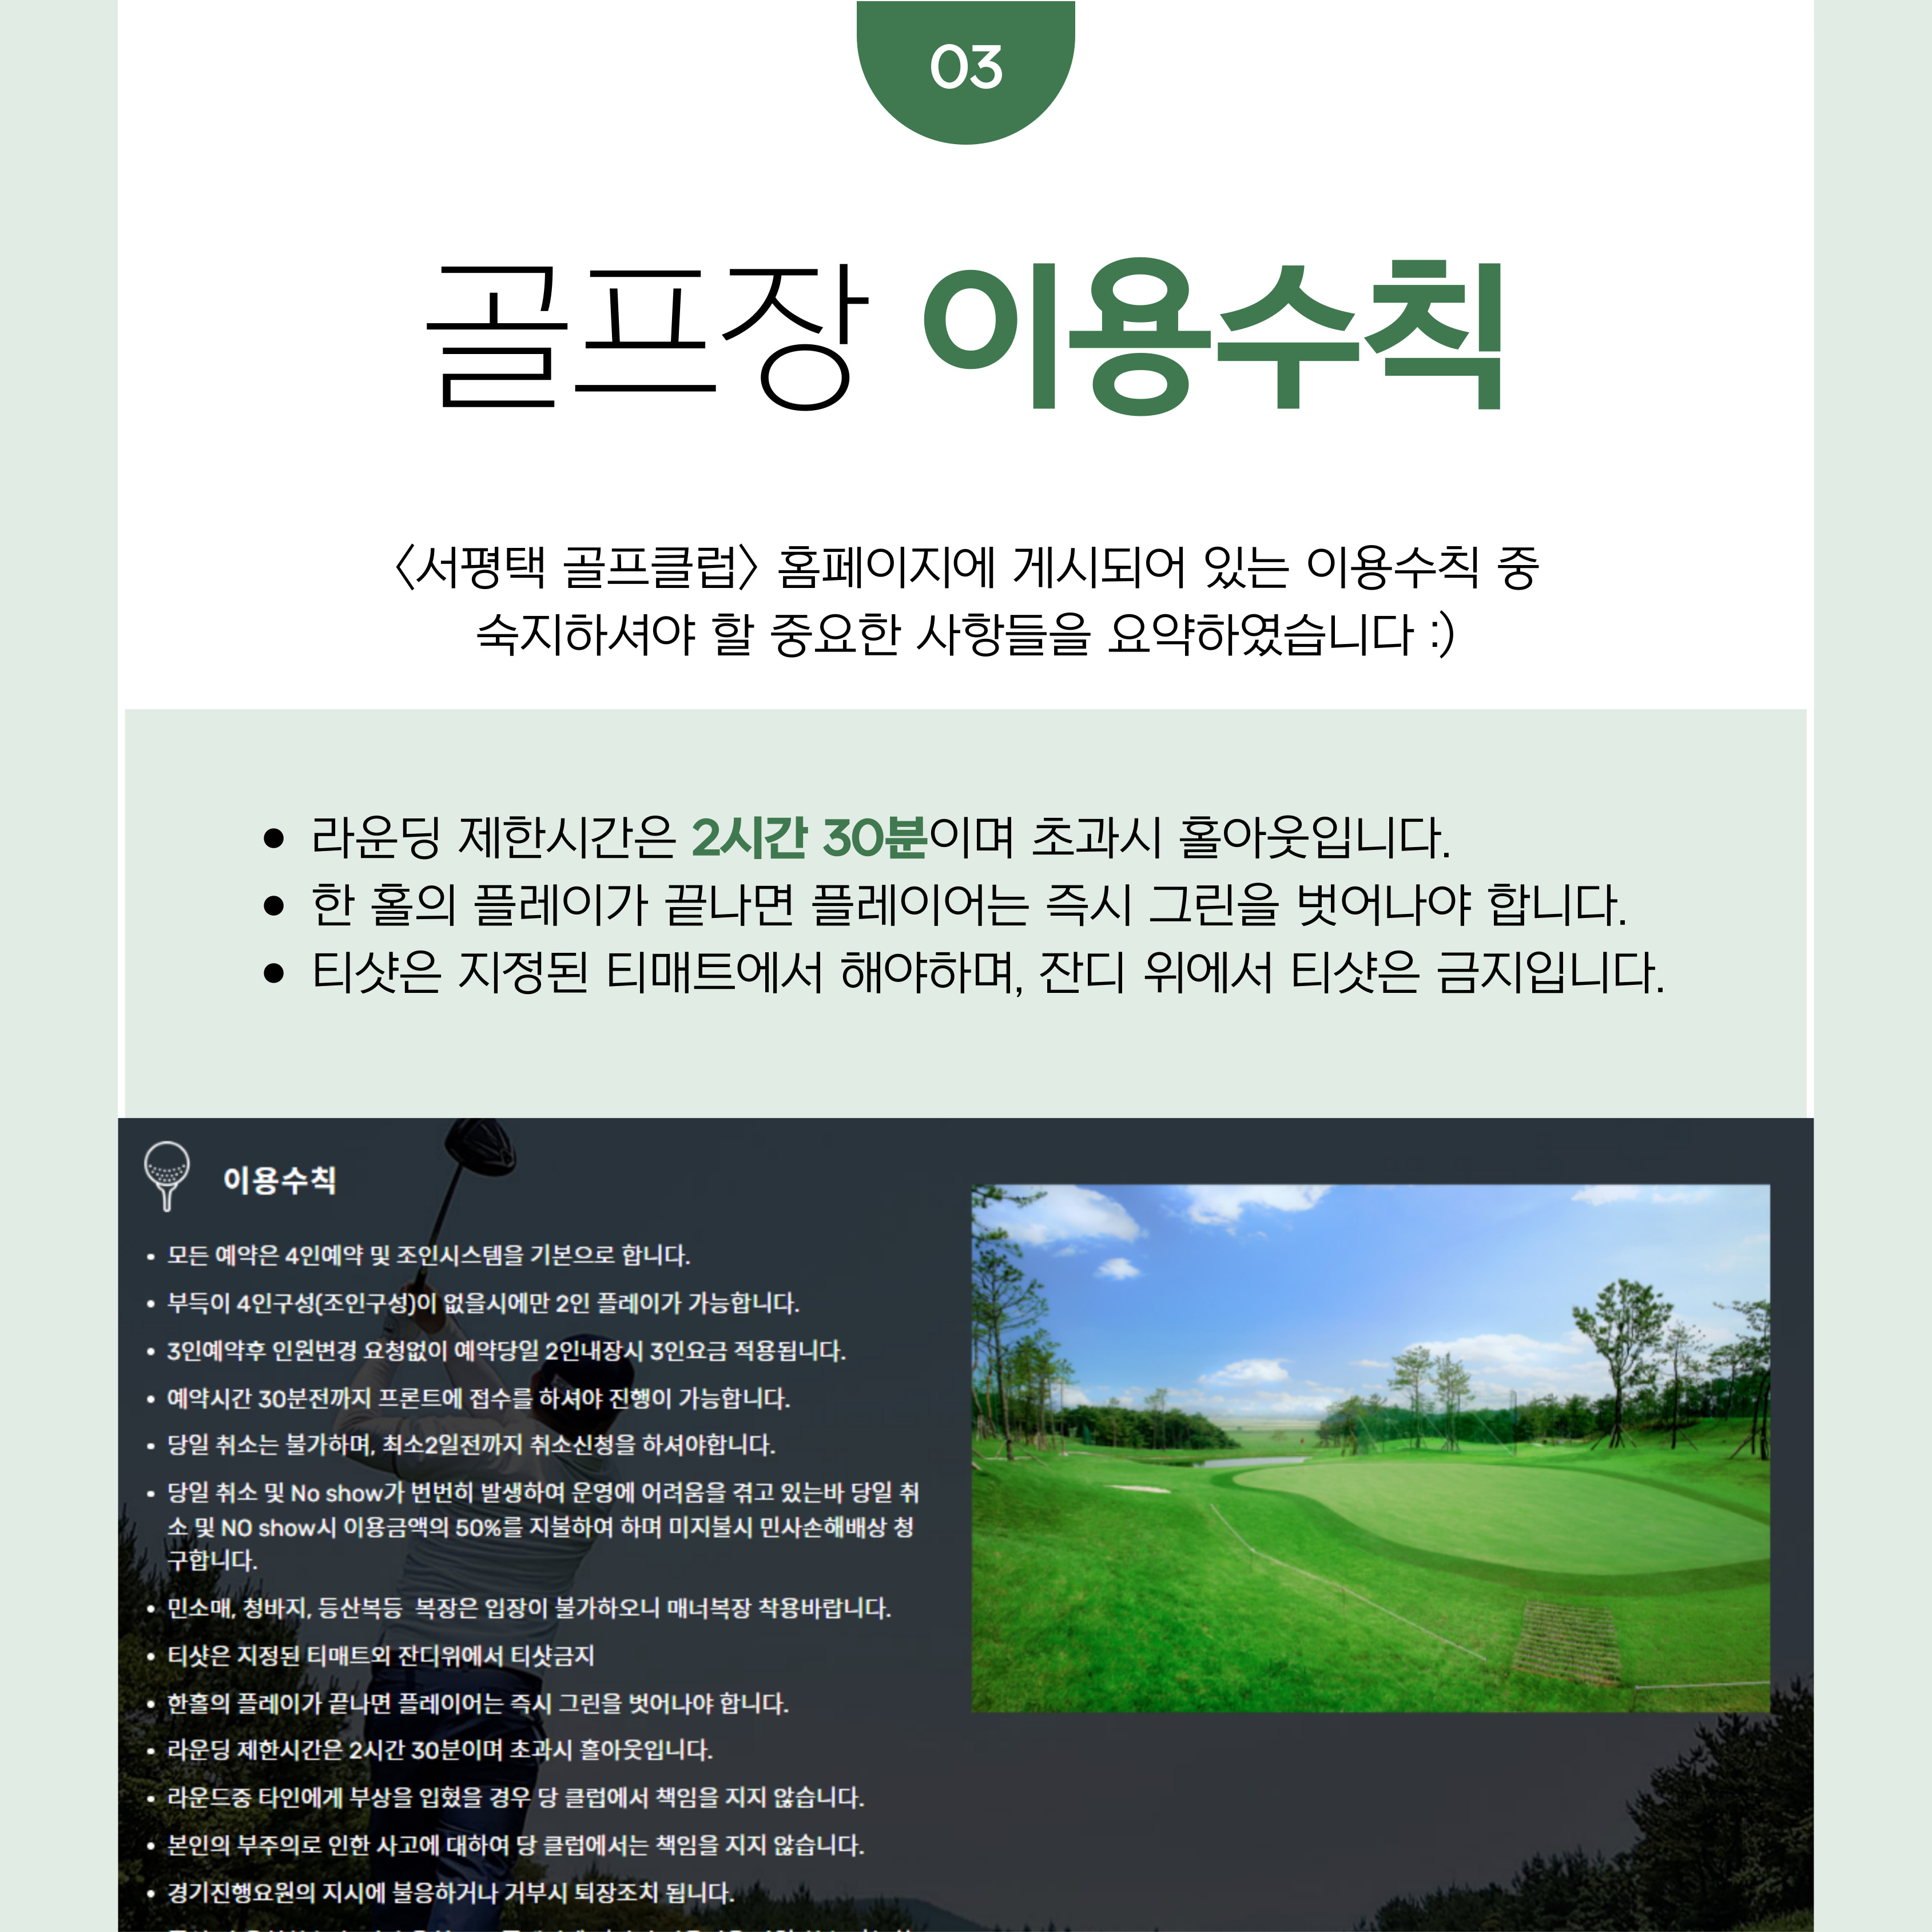 03
골프장 이용수칙
<서평택 골프클럽> 홈페이지에 게시되어 있는 이용수칙 중
숙지하셔야 할 중요한 사항들을 요약하였습니다 :)
• 라운딩 제한시간은 2시간 30분이며 초과시 홀아웃입니다.
• 한 홀의 플레이가 끝나면 플레이어는 즉시 그린을 벗어나야 합니다.
• 티샷은 지정된 티매트에서 해야하며, 잔디 위에서 티샷은 금지입니다.
이용수칙
• 모든 예약은 4인예약 및 조인시스템을 기본으로 합니다.
• 부득이 4인구성(조인구성)이 없을시에만 2인 플레이가 가능합니다.
• 3인예약후 인원변경 요청없이 예약당일 2인내장시 3인요금 적용됩니다.
• 예약시간 30분전까지 프론트에 접수를 하셔야 진행이 가능합니다.
• 당일 취소는 불가하며, 최소2일전까지 취소신청을 하셔야합니다.
• 당일 취소 및 No show가 번번히 발생하여 운영에 어려움을 겪고 있는바 당일 취
소 및 NO show시 이용금액의 50%를 지불하여 하며 미지불시 민사손해배상 청
구합니다.
• 민소매, 청바지, 등산복등 복장은 입장이 불가하오니 매너복장 착용바랍니다.
• 티샷은 지정된 티매트외 잔디위에서 티샷금지
• 한홀의 플레이가 끝나면 플레이어는 즉시 그린을 벗어나야 합니다.
• 라운딩 제한시간은 2시간 30분이며 초과시 홀아웃입니다.
• 라운드중 타인에게 부상을 입혔을 경우 당 클럽에서 책임을 지지 않습니다.
• 본인의 부주의로 인한 사고에 대하여 당 클럽에서는 책임을 지지 않습니다.
• 경기진행요원의 지시에 불응하거나 거부시 퇴장조치 됩니다.